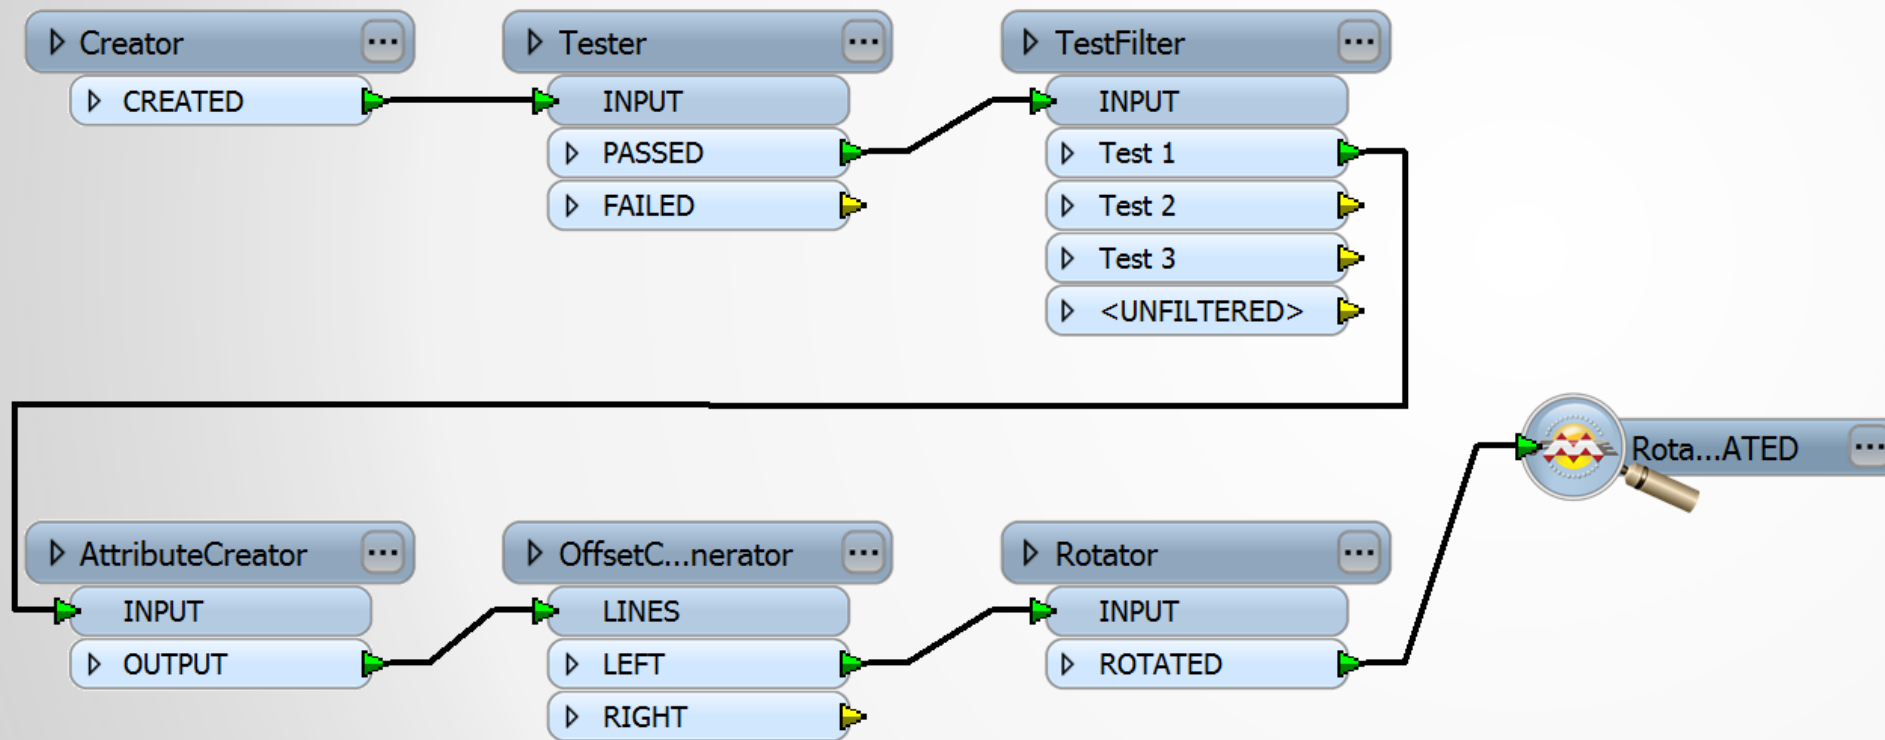 Creator ...
CREATED
Tester ...
INPUT
PASSED
FAILED
TestFilter ...
INPUT
Test 1
Test 2
Test 3
<UNFILTERED>
Rota...ATED ...
AttributeCreator ...
INPUT
OUTPUT
OffsetC...nerator ...
LINES
LEFT
RIGHT
Rotator ...
INPUT
ROTATED